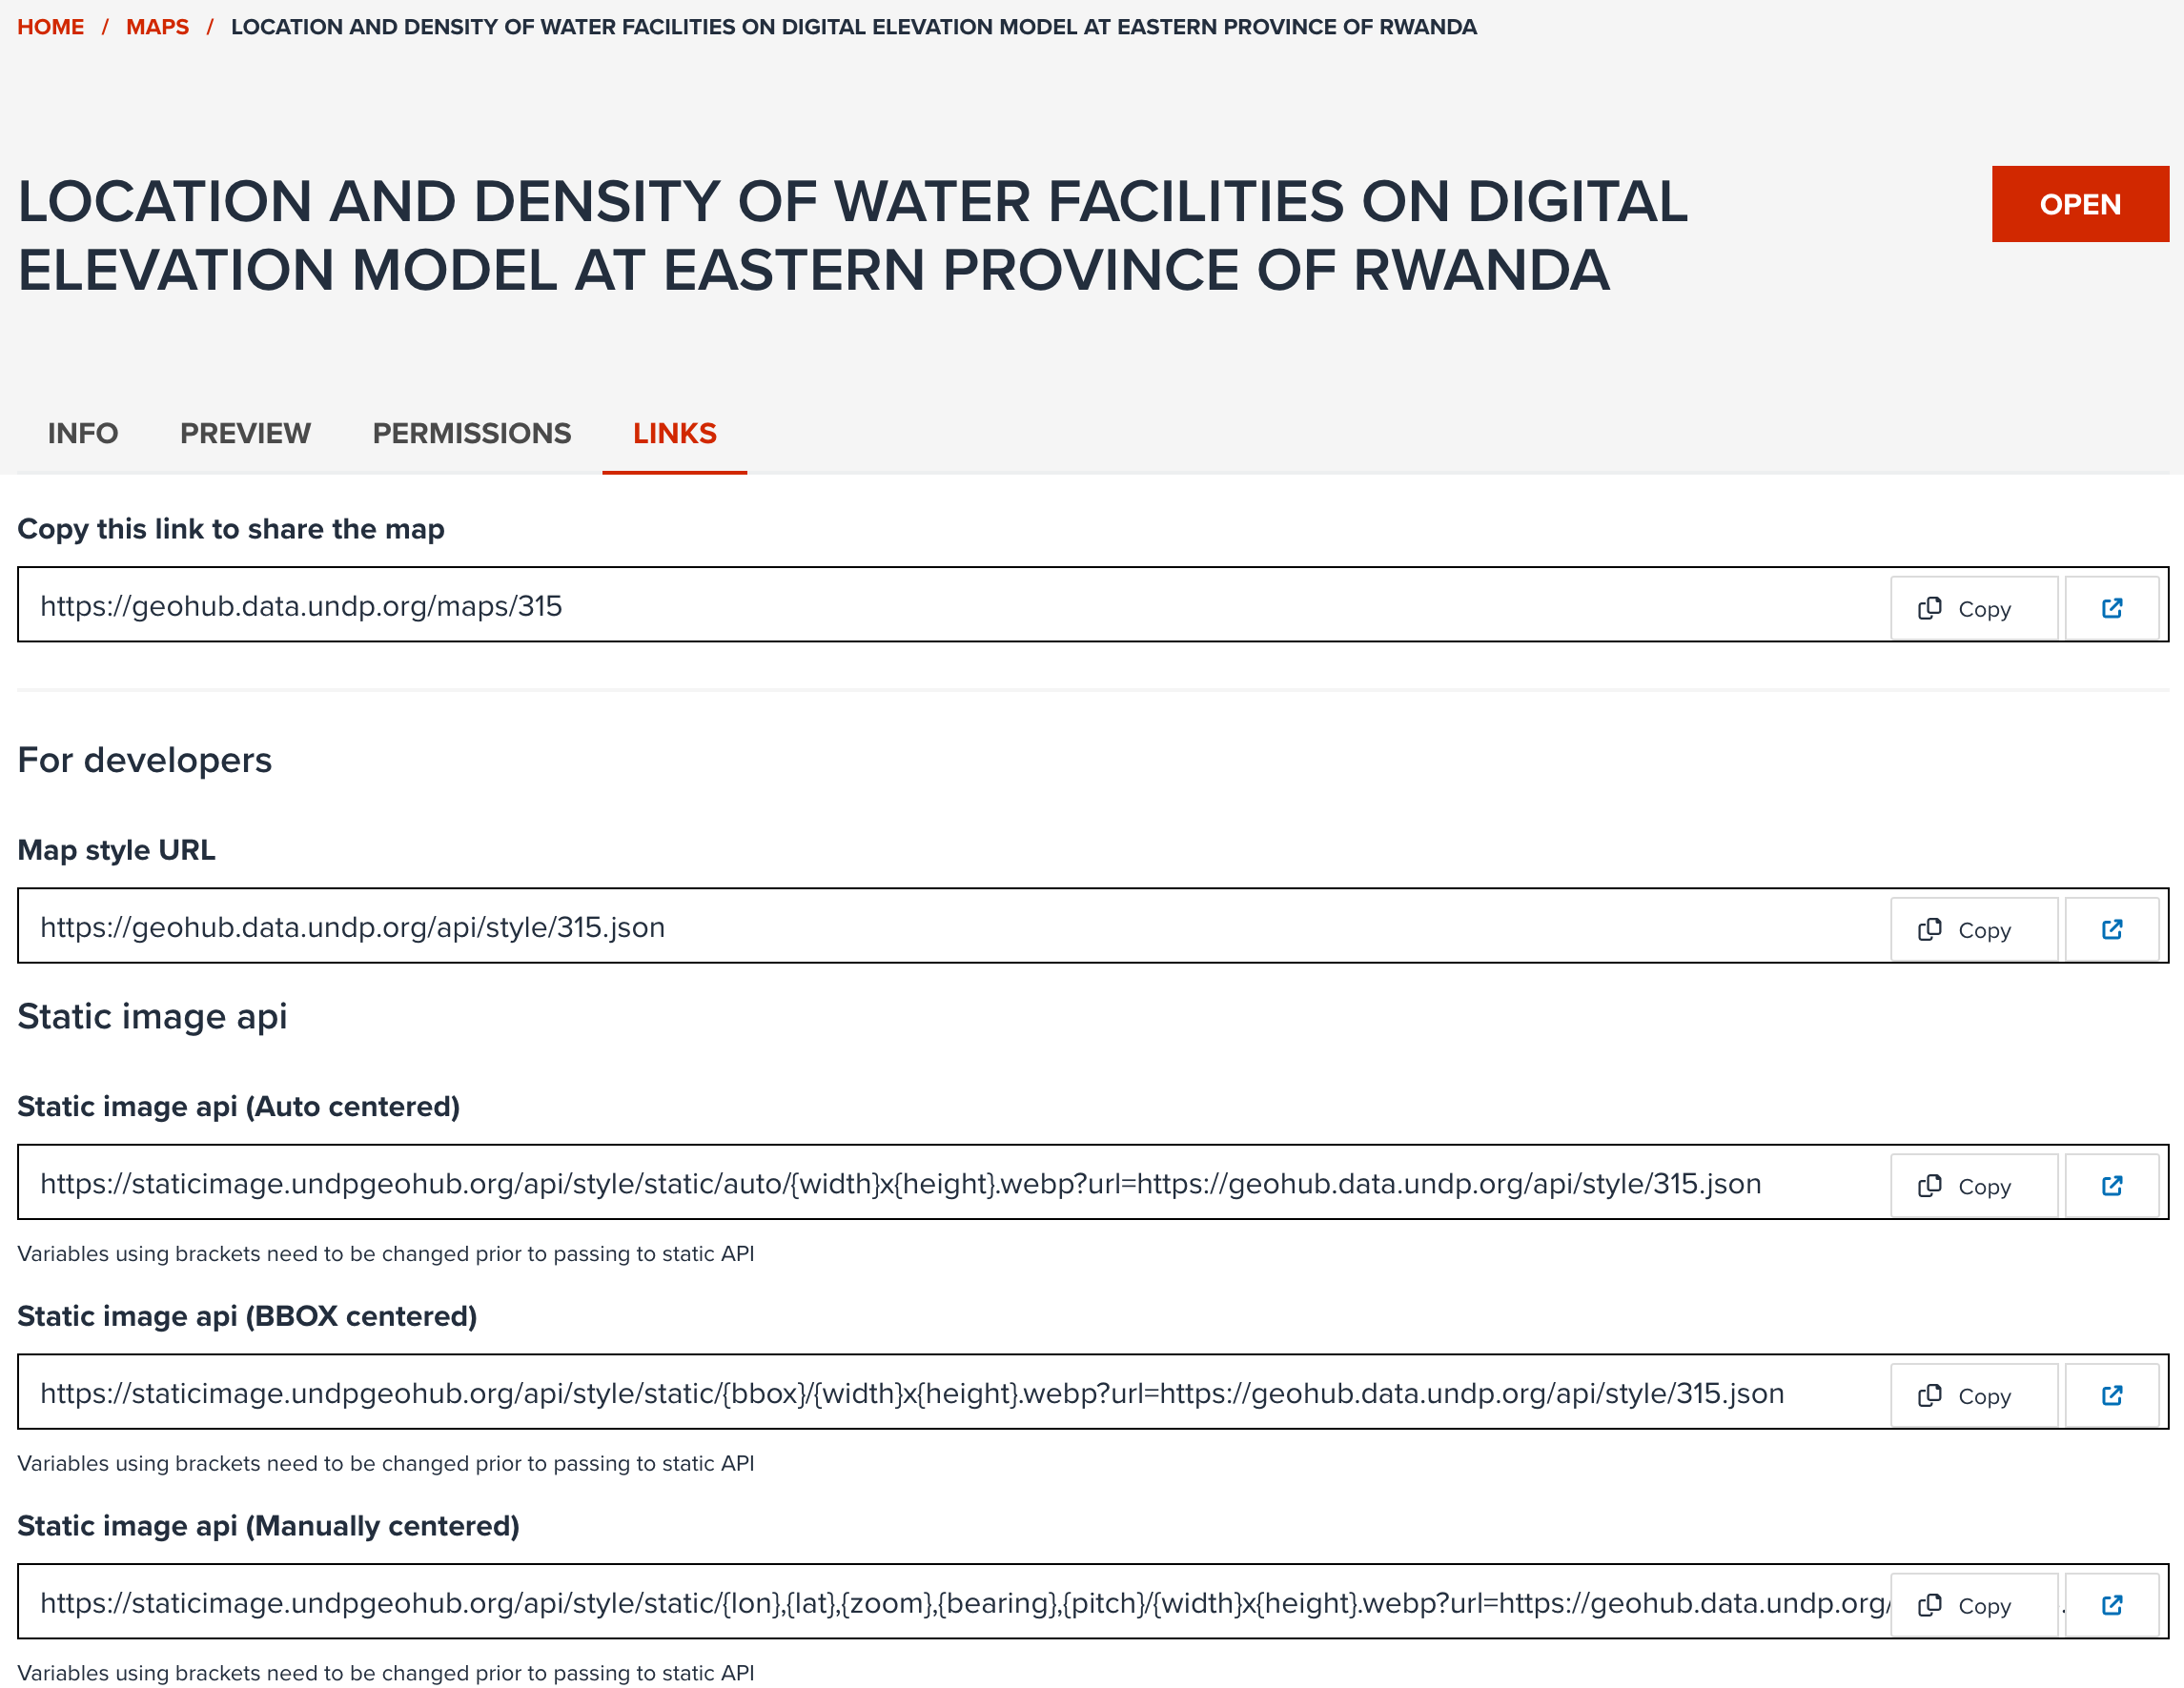 HOME / MAPS / LOCATION AND DENSITY OF WATER FACILITIES ON DIGITAL ELEVATION MODEL AT EASTERN PROVINCE OF RWANDA
LOCATION AND DENSITY OF WATER FACILITIES ON DIGITAL
ELEVATION MODEL AT EASTERN PROVINCE OF RWANDA
OPEN
INFO PREVIEW PERMISSIONS LINKS
Copy this link to share the map
https://geohub.data.undp.org/maps/315 Copy
For developers
Map style URL
https://geohub.data.undp.org/api/style/315.json Copy
Static image api
Static image api (Auto centered)
https://staticimage.undpgeohub.org/api/style/static/auto/{width}x{height}.webp?url=https://geohub.data.undp.org/api/style/315.json Copy
Variables using brackets need to be changed prior to passing to static API
Static image api (BBOX centered)
https://staticimage.undpgeohub.org/api/style/static/{bbox}/{width}x{height}.webp?url=https://geohub.data.undp.org/api/style/315.json Copy
Variables using brackets need to be changed prior to passing to static API
Static image api (Manually centered)
https://staticimage.undpgeohub.org/api/style/static/{lon},{lat},{zoom},{bearing},{pitch}/{width}x{height}.webp?url=https://geohub.data.undp.org/ Copy
Variables using brackets need to be changed prior to passing to static API